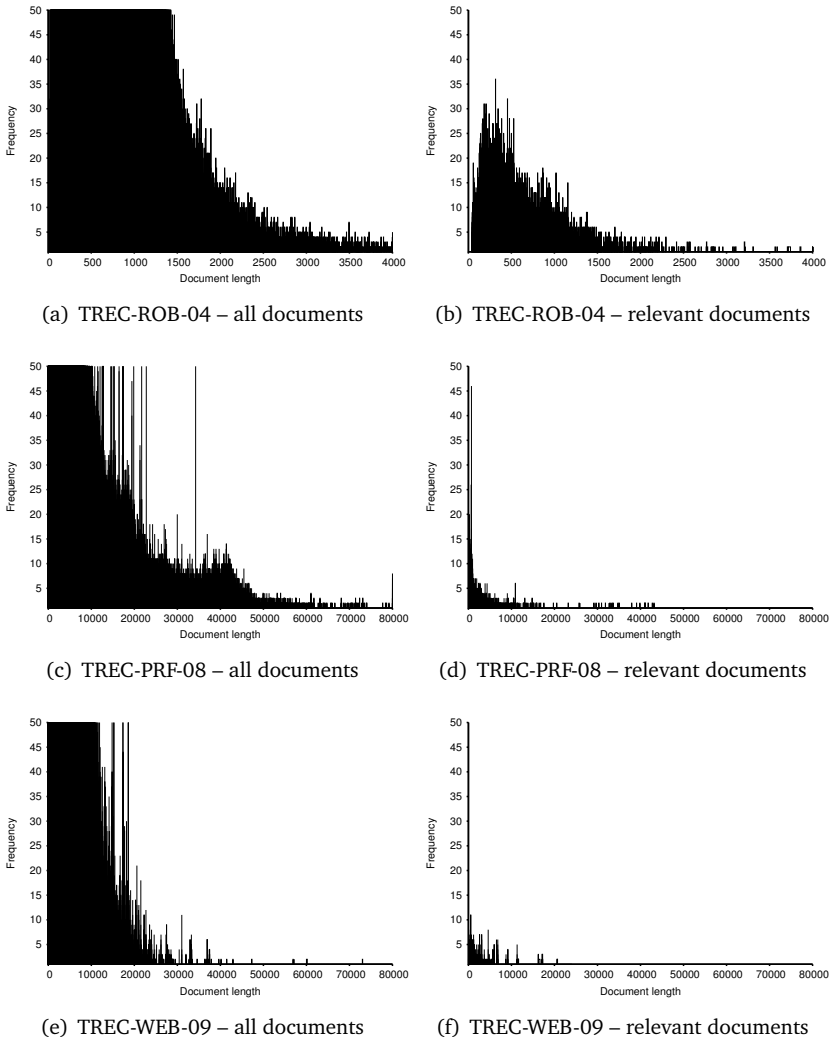 50
45
40
35
30
25
20
15
10
5
Frequency
0 500 1000 1500 2000 2500 3000 3500 4000
Document length
(a) TREC-ROB-04 – all documents
50
45
40
35
30
25
20
15
10
5
Frequency
0 500 1000 1500 2000 2500 3000 3500 4000
Document length
(b) TREC-ROB-04 – relevant documents
50
45
40
35
30
25
20
15
10
5
Frequency
0 10000 20000 30000 40000 50000 60000 70000 80000
Document length
(c) TREC-PRF-08 – all documents
50
45
40
35
30
25
20
15
10
5
Frequency
0 10000 20000 30000 40000 50000 60000 70000 80000
Document length
(d) TREC-PRF-08 – relevant documents
50
45
40
35
30
25
20
15
10
5
Frequency
0 10000 20000 30000 40000 50000 60000 70000 80000
Document length
(e) TREC-WEB-09 – all documents
50
45
40
35
30
25
20
15
10
5
Frequency
0 10000 20000 30000 40000 50000 60000 70000 80000
Document length
(f) TREC-WEB-09 – relevant documents